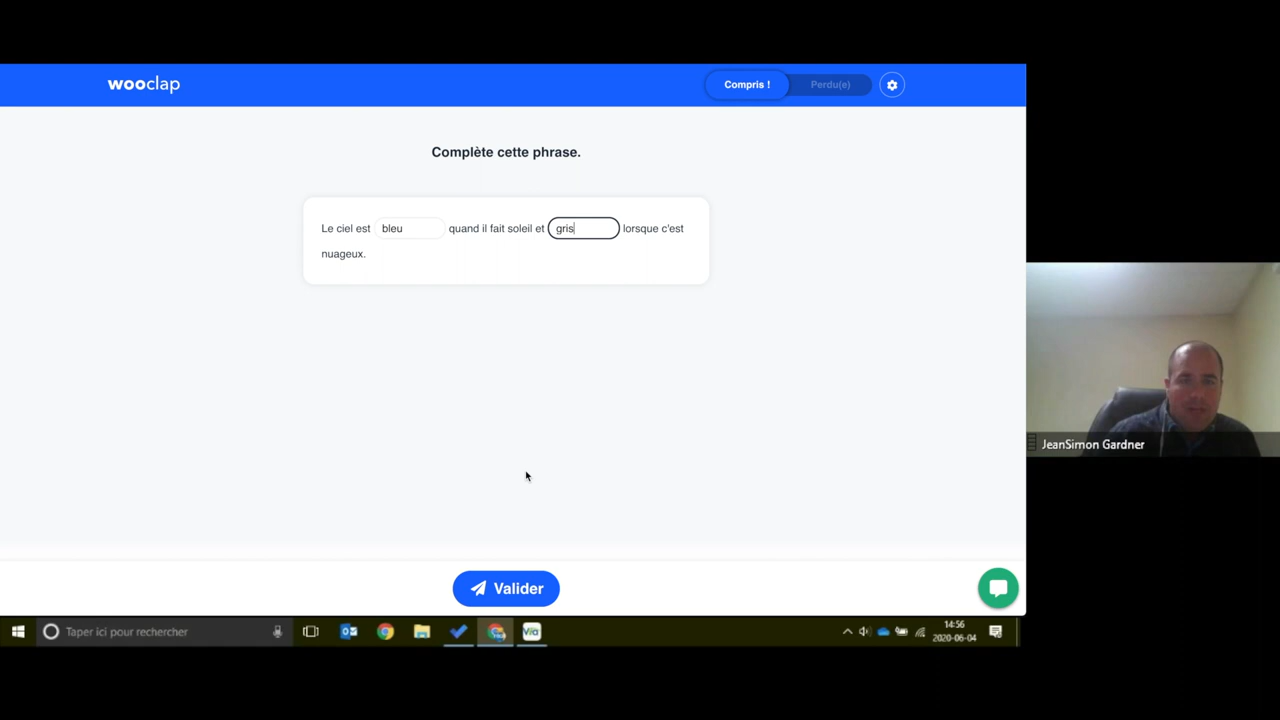 wooclap
Compris !
Perdu(e)
Complète cette phrase.
Le ciel est bleu quand il fait soleil et gris lorsque c'est
nuageux.
JeanSimon Gardner
Valider
Taper ici pour rechercher
Via
14:56
2020-06-04